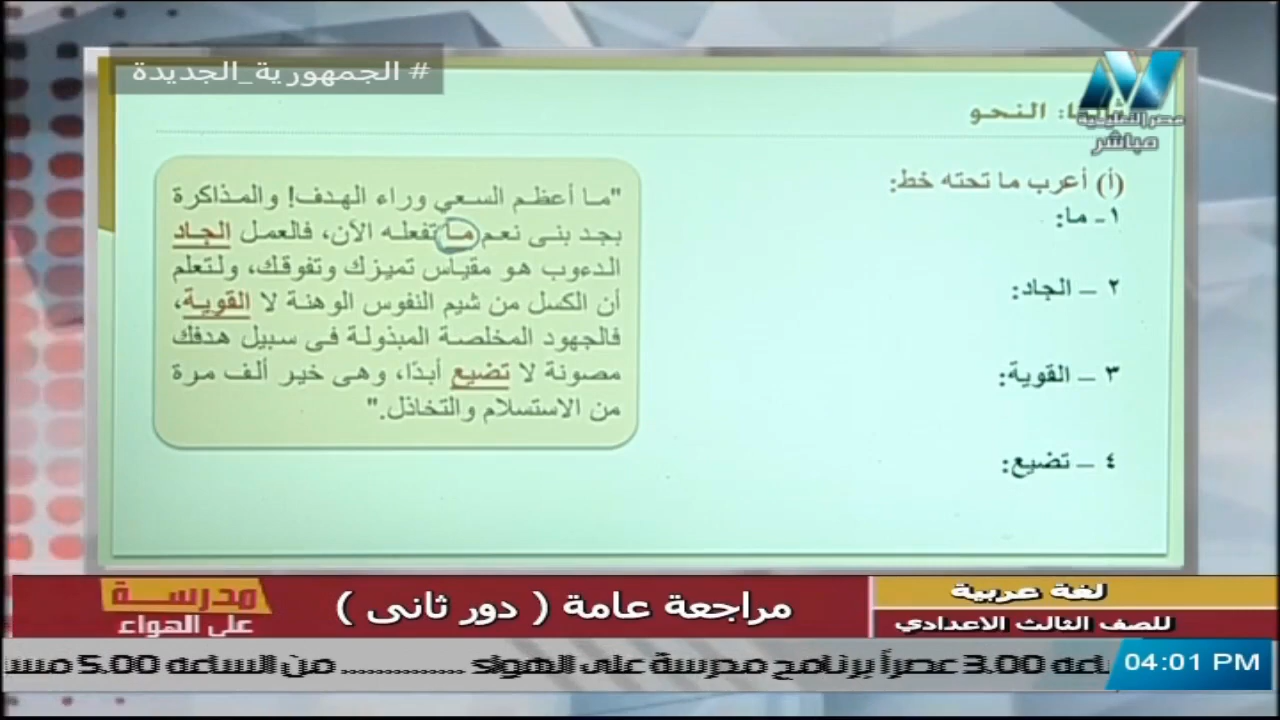 # الجمهورية_الجديدة
مصر التعليمية
مباشر
النحو
(أ) أعرب ما تحته خط:
١- ما:
٢ – الجاد:
٣ – القوية:
٤ – تضيع:
"ما أعظم السعي وراء الهدف! والمذاكرة
بجد بنى نعم ما تفعله الآن، فالعمل الجاد
الدءوب هو مقياس تميزك وتفوقك، ولتعلم
أن الكسل من شيم النفوس الوهنة لا القوية،
فالجهود المخلصة المبذولة فى سبيل هدفك
مصونة لا تضيع أبدًا، وهى خير ألف مرة
من الاستسلام والتخاذل."
لغة عربية
للصف الثالث الاعدادي
مراجعة عامة ( دور ثانى )
مدرسة
على الهواء
3.00 عصراً برنامج مدرسة على الهواء ................ من الساعه 5.00
04:01 PM